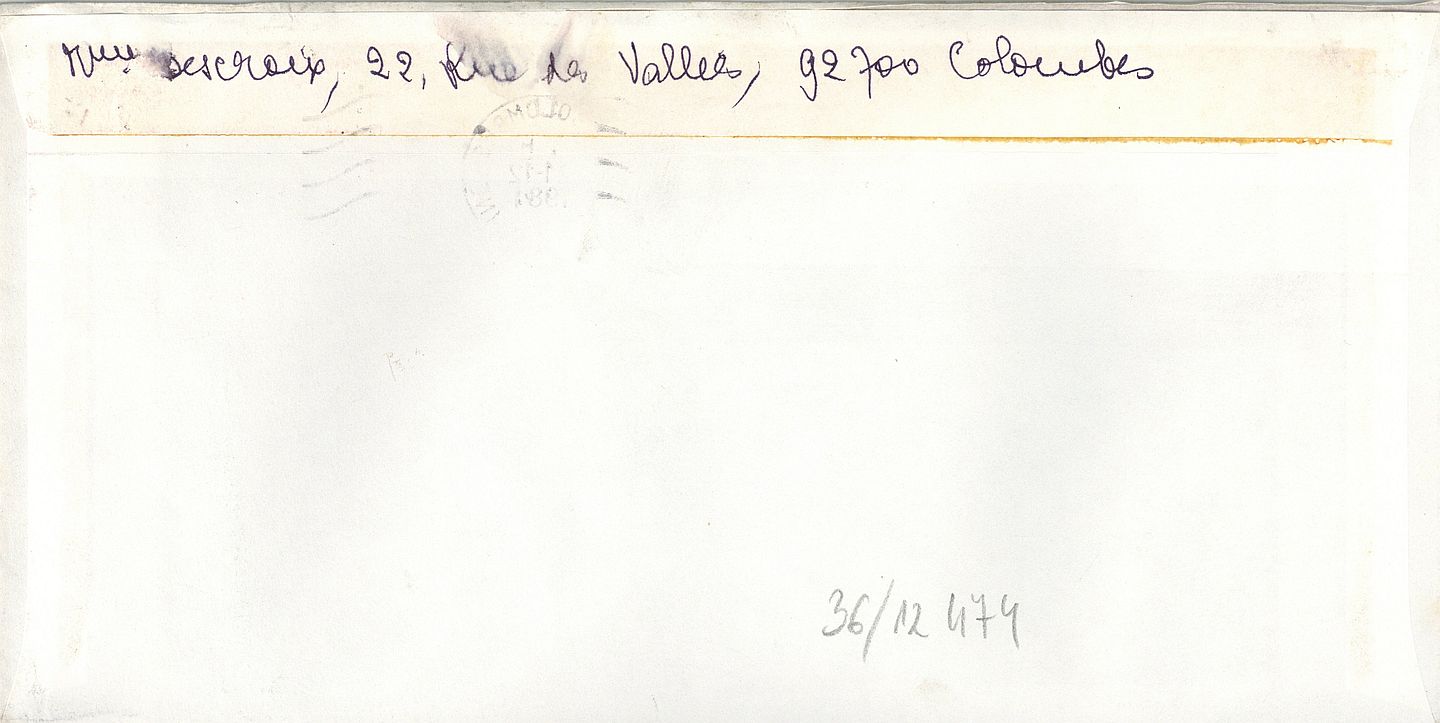 Mme Descroix, 22, Rue des Vallées, 92700 Colombes
36/12 474